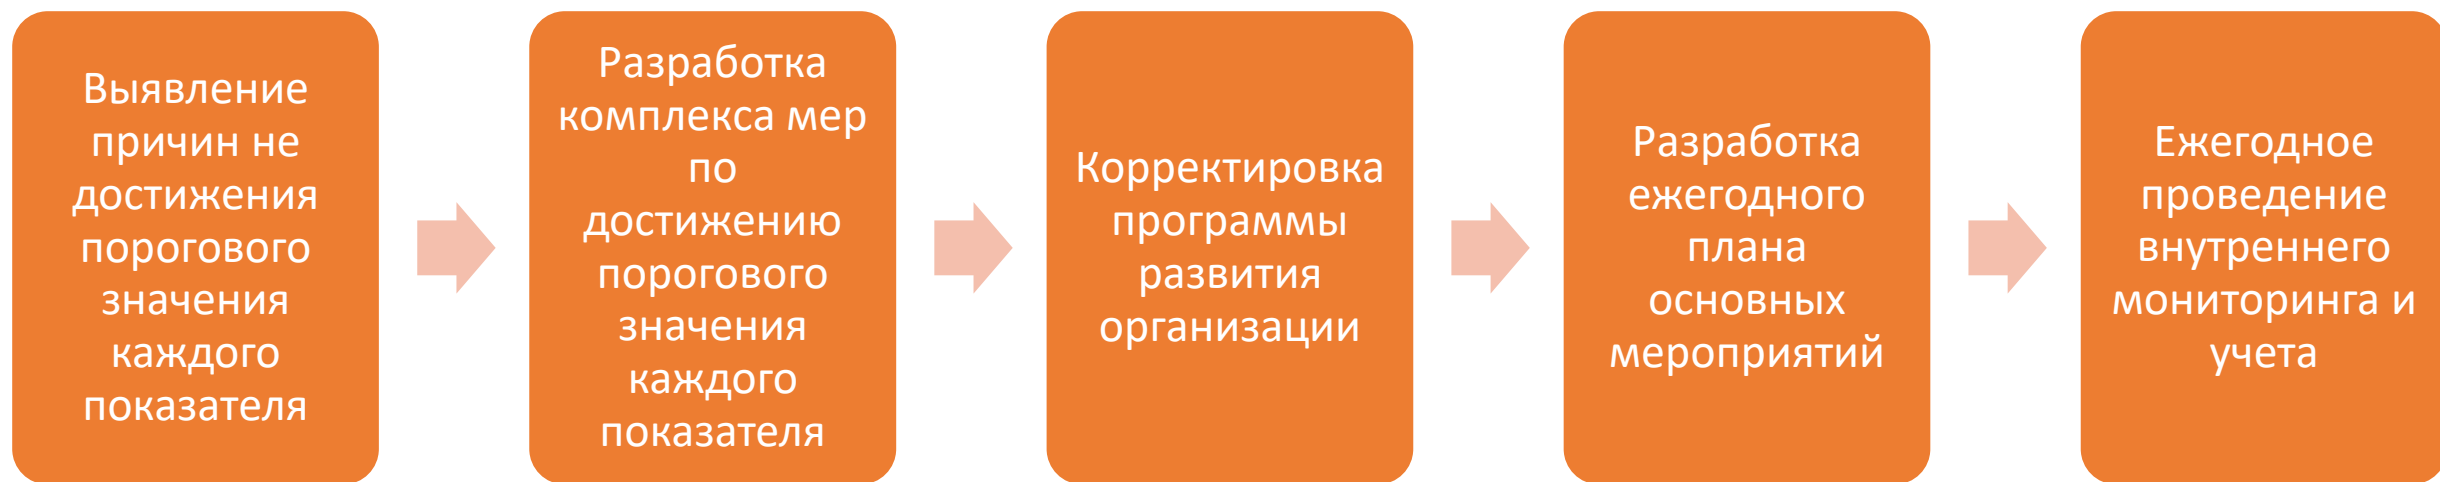 Выявление
причин не
достижения
порогового
значения
каждого
показателя
Разработка
комплекса мер
по
достижению
порогового
значения
каждого
показателя
Корректировка
программы
развития
организации
Разработка
ежегодного
плана
основных
мероприятий
Ежегодное
проведение
внутреннего
мониторинга и
учета